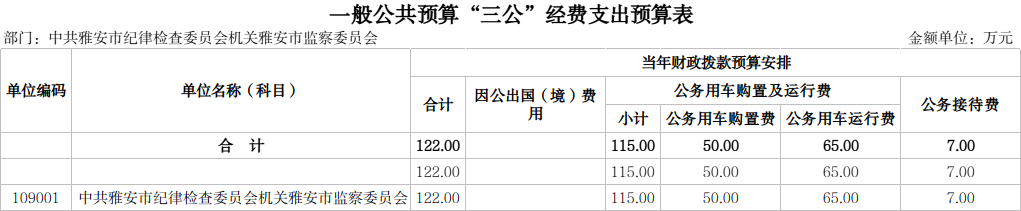 一般公共预算“三公”经费支出预算表
部门：中共雅安市纪律检查委员会机关雅安市监察委员会 金额单位：万元
单位编码 单位名称（科目） 当年财政拨款预算安排
合计 因公出国（境）费用 公务用车购置及运行费 公务接待费
小计 公务用车购置费 公务用车运行费
合 计 122.00 115.00 50.00 65.00 7.00
122.00 115.00 50.00 65.00 7.00
109001 中共雅安市纪律检查委员会机关雅安市监察委员会 122.00 115.00 50.00 65.00 7.00